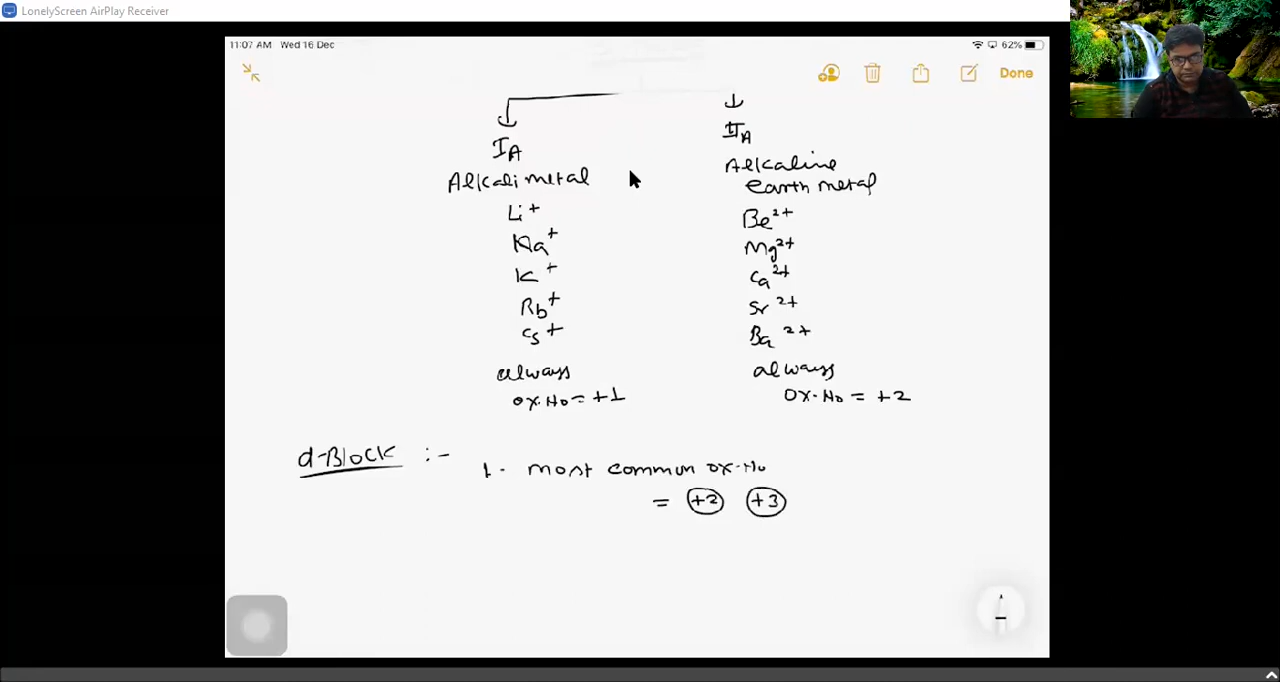 LonelyScreen AirPlay Receiver
11:07 AM Wed 16 Dec
62%
Done
IA
IIA
Alkali metal
Alkaline
earth metal
Li+
Na+
K+
Rb+
Cs+
always
ox.No = +1
Be2+
Mg2+
Ca2+
Sr2+
Ba2+
always
ox.No = +2
d-Block :-
1. most common ox.No
= +2 +3